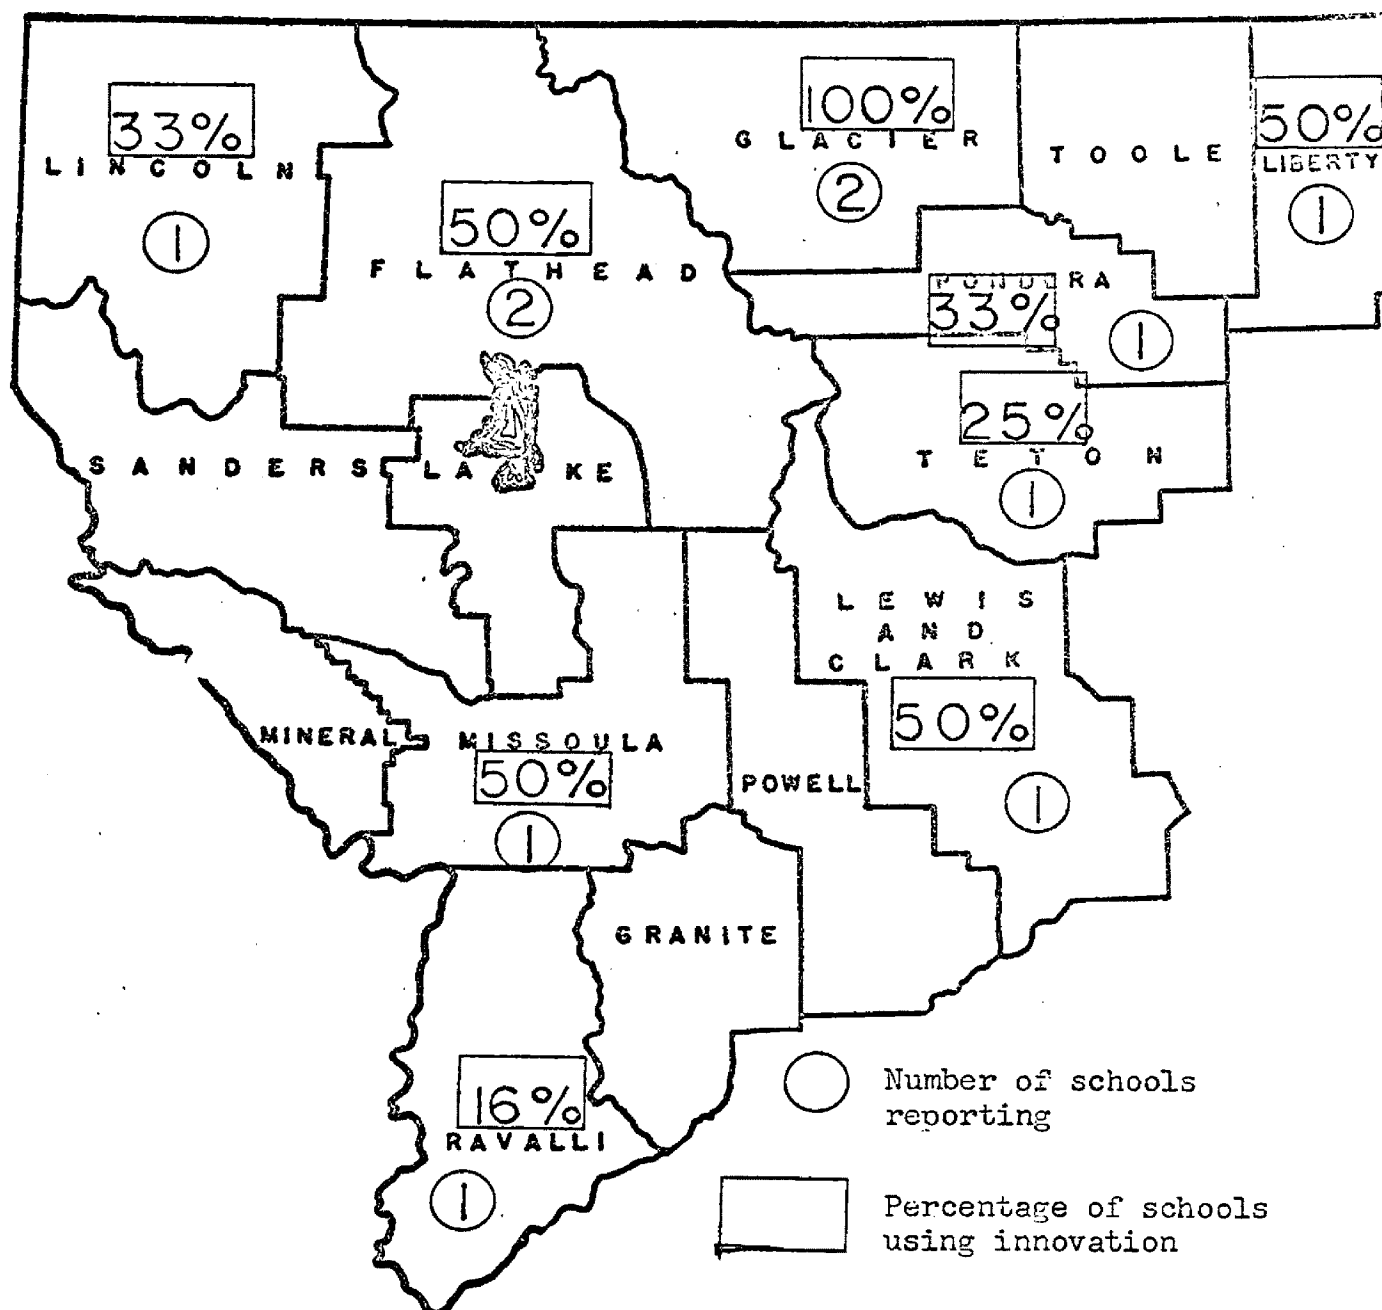 33%
LINCOLN
1
50%
FLATHEAD
2
100%
GLACIER
2
TOOLE
50%
LIBERTY
1
PONDERA
33%
1
25%
TETON
1
SANDERS
LAKE
LEWIS
AND
CLARK
50%
1
MINERAL
MISSOULA
50%
1
POWELL
GRANITE
16%
RAVALLI
1
Number of schools
reporting
Percentage of schools
using innovation